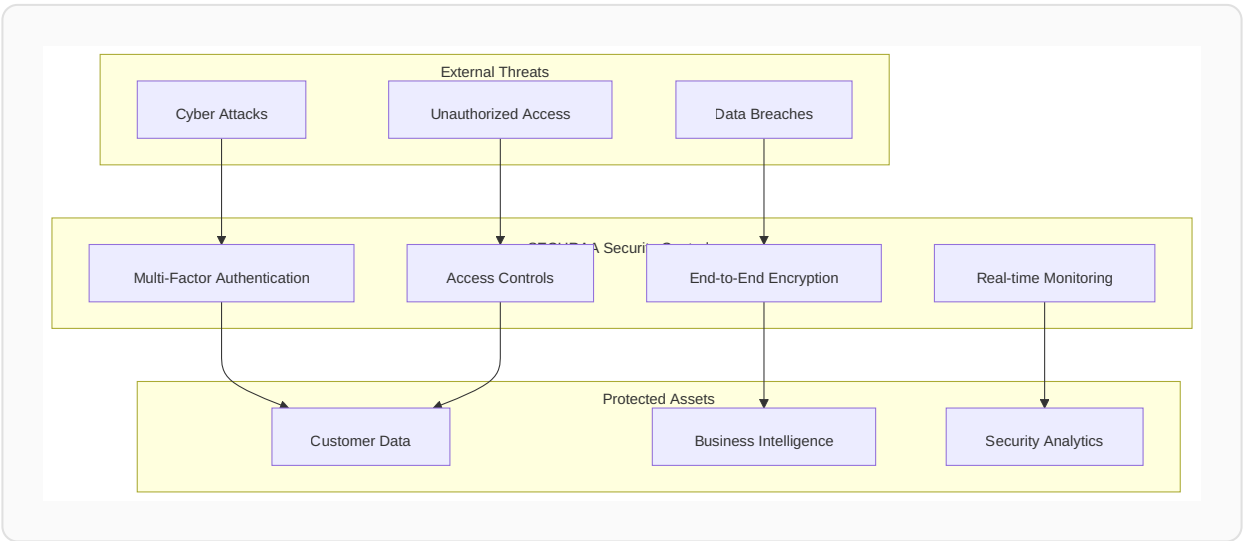 External Threats
Cyber Attacks
Unauthorized Access
Data Breaches
Security
Multi-Factor Authentication
Access Controls
End-to-End Encryption
Real-time Monitoring
Protected Assets
Customer Data
Business Intelligence
Security Analytics